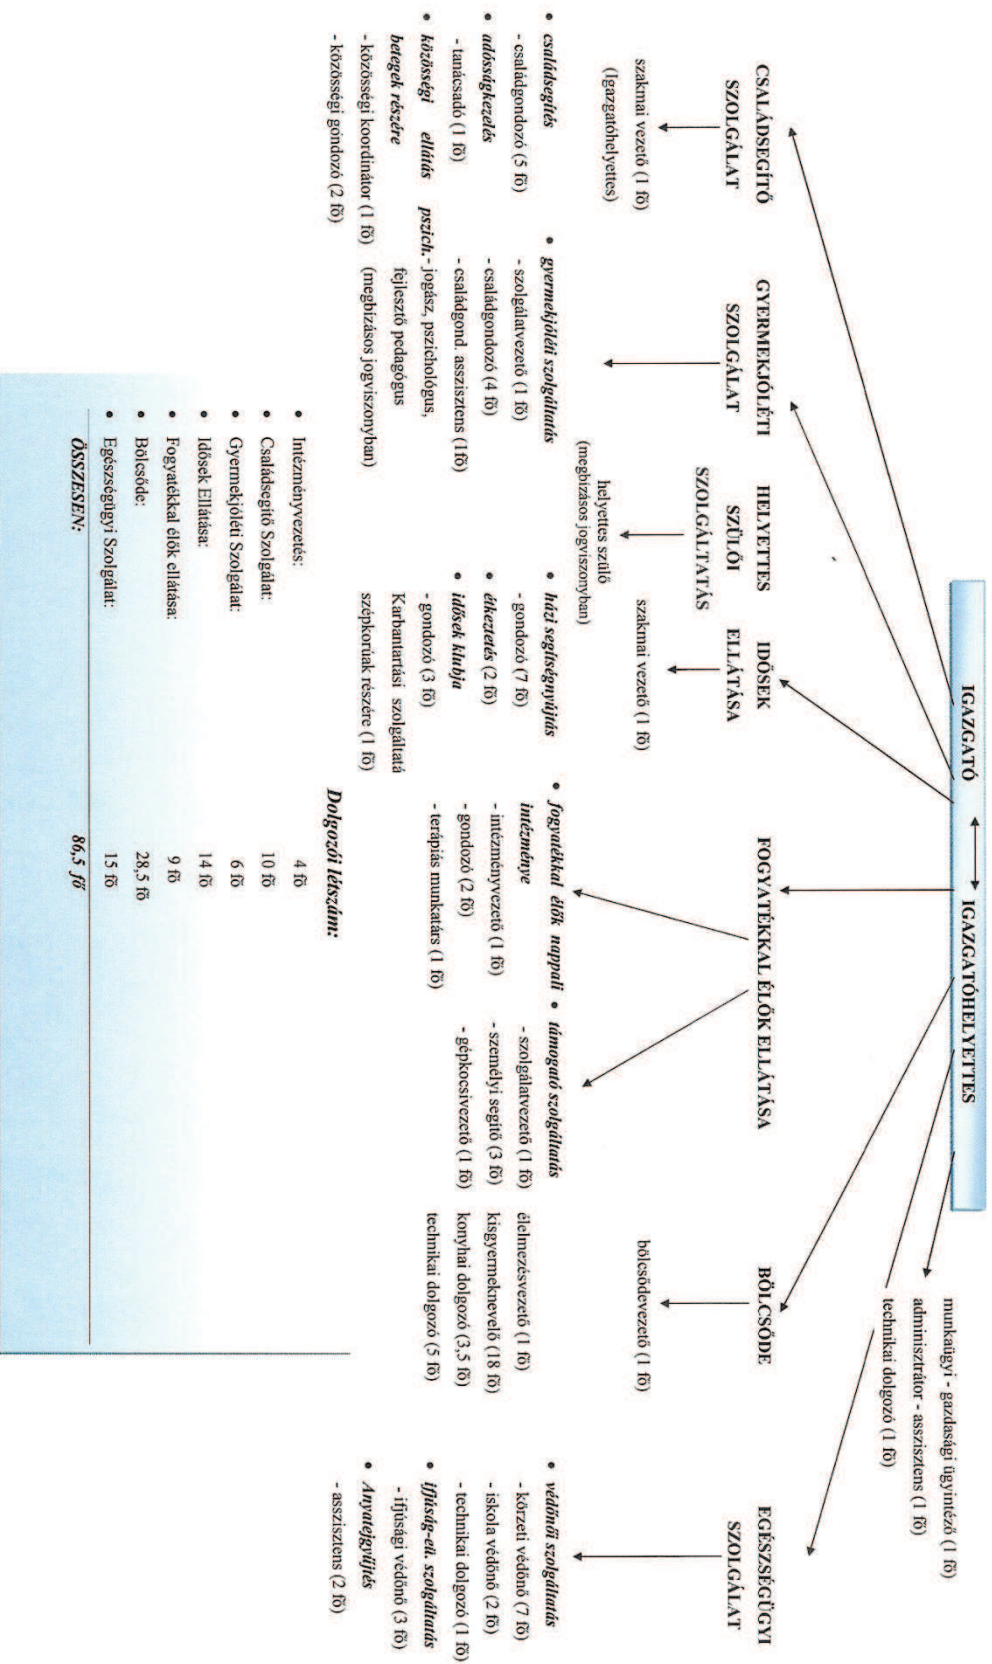 IGAZGATÓ IGAZGATÓHELYETTES
munkaügyi - gazdasági ügyintéző (1 fő)
adminisztrátor - asszisztens (1 fő)
technikai dolgozó (1 fő)
CSALÁDSEGÍTŐ
SZOLGÁLAT
szakmai vezető (1 fő)
(Igazgatóhelyettes)
• családsegítés
- családgondozó (5 fő)
• adósságkezelés
- tanácsadó (1 fő)
• közösségi ellátás pszich.
betegek részére
- közösségi koordinátor (1 fő)
- közösségi gondozó (2 fő)
GYERMEKJÓLÉTI
SZOLGÁLAT
• gyermekjóléti szolgáltatás
- szolgálatvezető (1 fő)
- családgondozó (4 fő)
- családgond. asszisztens (1fő)
- jogász, pszichológus,
fejlesztő pedagógus
(megbízásos jogviszonyban)
HELYETTES
SZÜLŐI
SZOLGÁLTATÁS
helyettes szülő
(megbízásos jogviszonyban)
IDŐSEK
ELLÁTÁSA
szakmai vezető (1 fő)
• házi segítségnyújtás
- gondozó (7 fő)
• étkeztetés (2 fő)
• idősek klubja
- gondozó (3 fő)
Karbantartási szolgáltatá
szépkorúak részére (1 fő)
FOGYATÉKKAL ÉLŐK ELLÁTÁSA
• fogyatékkal élők nappali
intézménye
- intézményvezető (1 fő)
- gondozó (2 fő)
- terápiás munkatárs (1 fő)
• támogató szolgáltatás
- szolgálatvezető (1 fő)
- személyi segítő (3 fő)
- gépkocsivezető (1 fő)
BÖLCSŐDE
bölcsődevezető (1 fő)
élelmezésvezető (1 fő)
kisgyermeknevelő (18 fő)
konyhai dolgozó (3,5 fő)
technikai dolgozó (5 fő)
EGÉSZSÉGÜGYI
SZOLGÁLAT
• védőnői szolgáltatás
- körzeti védőnő (7 fő)
- iskola védőnő (2 fő)
- technikai dolgozó (1 fő)
• ifjúság-eü. szolgáltatás
- ifjúsági védőnő (3 fő)
• Anyatejgyűjtés
- asszisztens (2 fő)
Dolgozói létszám:
• Intézményvezetés: 4 fő
• Családsegítő Szolgálat: 10 fő
• Gyermekjóléti Szolgálat: 6 fő
• Idősek Ellátása: 14 fő
• Fogyatékkal élők ellátása: 9 fő
• Bölcsőde: 28,5 fő
• Egészségügyi Szolgálat: 15 fő
ÖSSZESEN: 86,5 fő